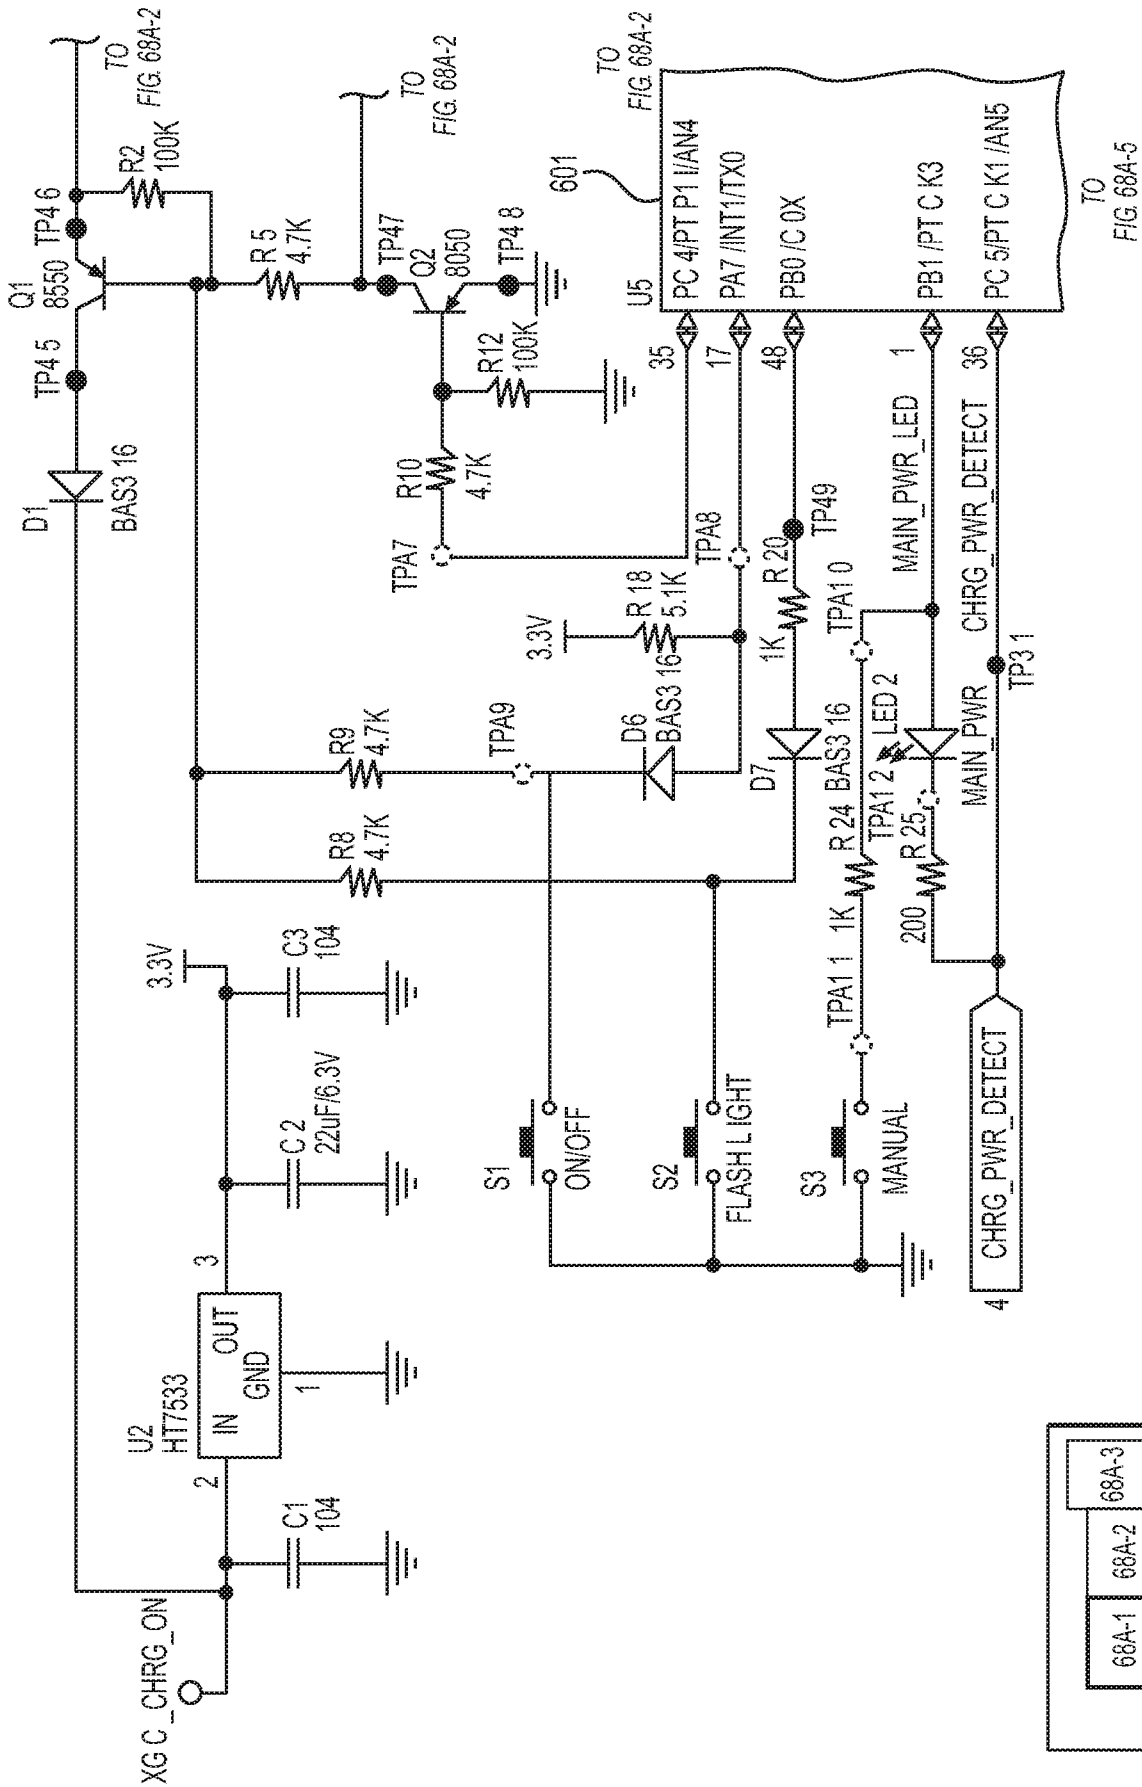 XG C_CHRG_ON
U2
HT7533
IN
OUT
GND
2
3
1
C1
104
C 2
22uF/6.3V
C3
104
3.3V
D1
BAS3 16
TP4 5
Q1
8550
TP4 6
R2
100K
TO
FIG. 68A-2
R 5
4.7K
TP47
Q2
8050
TP4 8
TO
FIG. 68A-2
R8
4.7K
R9
4.7K
R10
4.7K
R12
100K
TPA7
TPA9
D6
BAS3 16
3.3V
R 18
5.1K
TPA8
S1
ON/OFF
S2
FLASH L IGHT
S3
MANUAL
D7
BAS3 16
1K
R 20
TP49
TPA1 1
1K
R 24
TPA1 0
200
R 25
TPA1 2
LED 2
MAIN_PWR
MAIN_PWR_LED
CHRG_PWR_DETECT
TP3 1
4
CHRG_PWR_DETECT
601
TO
FIG. 68A-2
U5
35
PC 4/PT P1 I/AN4
17
PA7 /INT1/TX0
48
PB0 /C 0X
1
PB1 /PT C K3
36
PC 5/PT C K1 /AN5
TO
FIG. 68A-5
68A-1
68A-2
68A-3